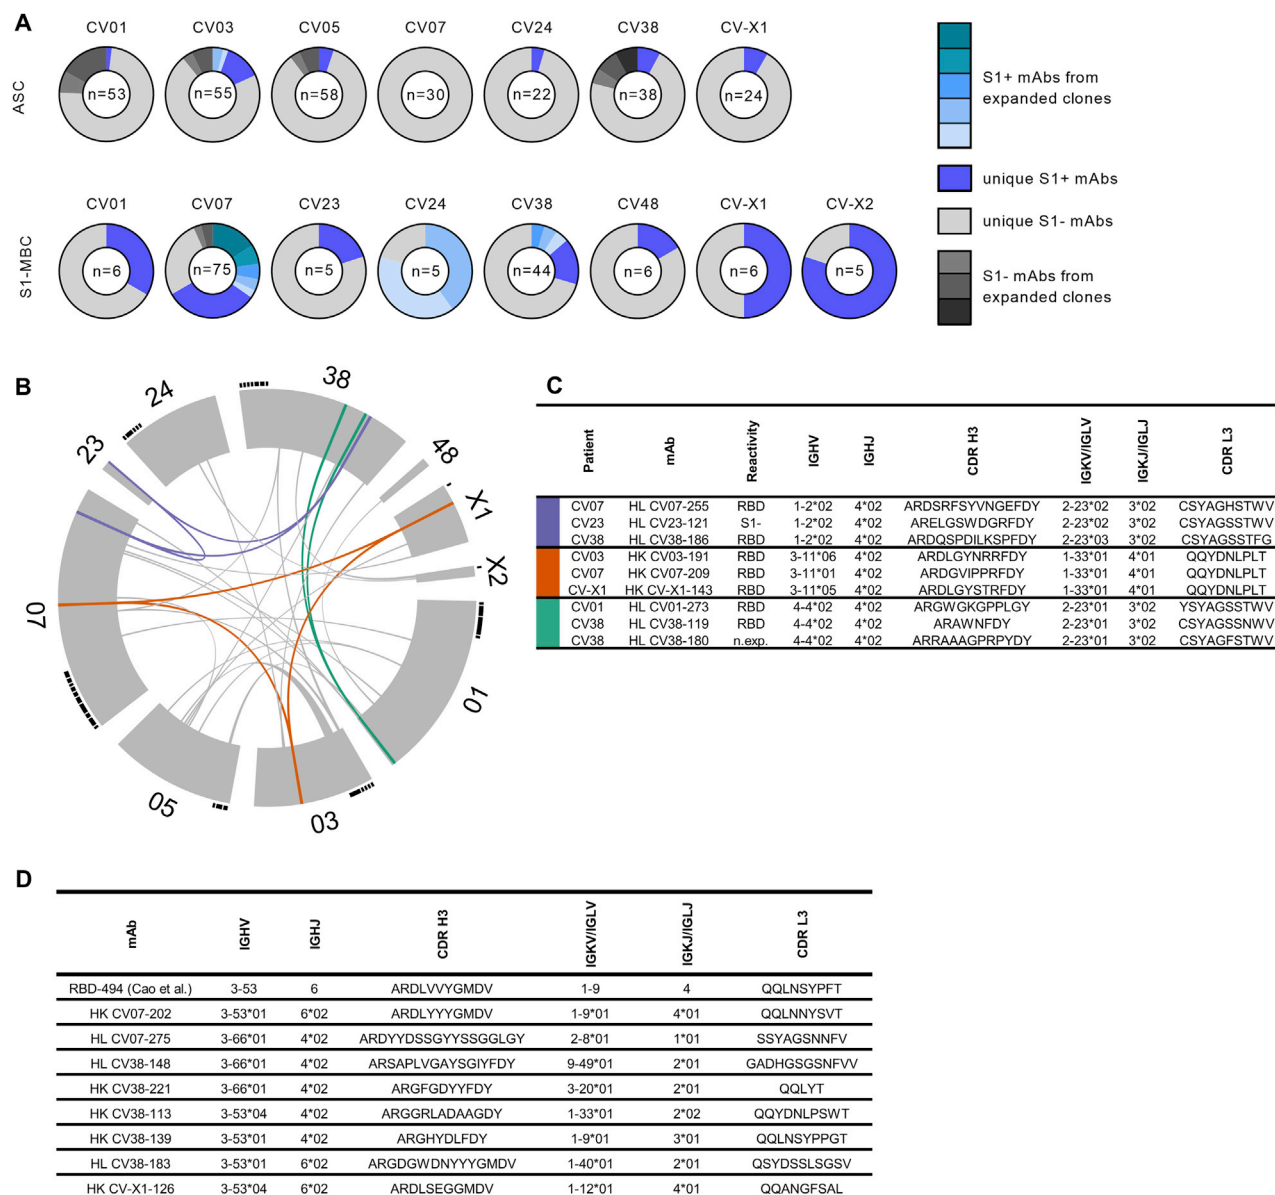 A
CV01 CV03 CV05 CV07 CV24 CV38 CV-X1
ASC
n=53 n=55 n=58 n=30 n=22 n=38 n=24
S1+ mAbs from
expanded clones
unique S1+ mAbs
unique S1- mAbs
S1- mAbs from
expanded clones
CV01 CV07 CV23 CV24 CV38 CV48 CV-X1 CV-X2
S1-MBC
n=6 n=75 n=5 n=5 n=44 n=6 n=6 n=5
B
38
48
X1
X2
01
03
05
07
23
24
C
Patient mAb Reactivity IGHV IGHJ CDR H3 IGKV/IGLV IGKJ/IGLJ CDR L3
CV07 HL CV07-255 RBD 1-2*02 4*02 ARDSRFSYVNGEFDY 2-23*02 3*02 CSYAGHSTWV
CV23 HL CV23-121 S1- 1-2*02 4*02 ARELGSWDGRFDY 2-23*02 3*02 CSYAGSSTWV
CV38 HL CV38-186 RBD 1-2*02 4*02 ARDQSPDILKSPFDY 2-23*03 3*02 CSYAGSSTFG
CV03 HK CV03-191 RBD 3-11*06 4*02 ARDLGYNRRFDY 1-33*01 4*01 QQYDNLPLT
CV07 HK CV07-209 RBD 3-11*01 4*02 ARDGVIPPRFDY 1-33*01 4*01 QQYDNLPLT
CV-X1 HK CV-X1-143 RBD 3-11*05 4*02 ARDLGYSTRFDY 1-33*01 4*01 QQYDNLPLT
CV01 HL CV01-273 RBD 4-4*02 4*02 ARGWGKGPPLGY 2-23*01 3*02 YSYAGSSTWV
CV38 HL CV38-119 RBD 4-4*02 4*02 ARAWNFDY 2-23*01 3*02 CSYAGSSNWV
CV38 HL CV38-180 n.exp. 4-4*02 4*02 ARRAAAGPRPYDY 2-23*01 3*02 CSYAGFSTWV
D
mAb IGHV IGHJ CDR H3 IGKV/IGLV IGKJ/IGLJ CDR L3
RBD-494 (Cao et al.) 3-53 6 ARDLVVYGMDV 1-9 4 QQLNSYPFT
HK CV07-202 3-53*01 6*02 ARDLYYYGMDV 1-9*01 4*01 QQLNNYSVT
HL CV07-275 3-66*01 4*02 ARDYYDSSGYYSSGGLGY 2-8*01 1*01 SSYAGSNNFV
HL CV38-148 3-66*01 4*02 ARSAPLVGAYSGIYFDY 9-49*01 2*01 GADHGSGSNFVV
HK CV38-221 3-66*01 4*02 ARGFGDYYFDY 3-20*01 2*01 QQLYT
HK CV38-113 3-53*04 4*02 ARGGRLADAAGDY 1-33*01 2*02 QQYDNLPSWT
HK CV38-139 3-53*01 4*02 ARGHYDLFDY 1-9*01 3*01 QQLNSYPPGT
HL CV38-183 3-53*01 6*02 ARGDGWDNYYYGMDV 1-40*01 2*01 QSYDSSLSGSV
HK CV-X1-126 3-53*04 6*02 ARDLSEGGMDV 1-12*01 4*01 QQANGFSAL